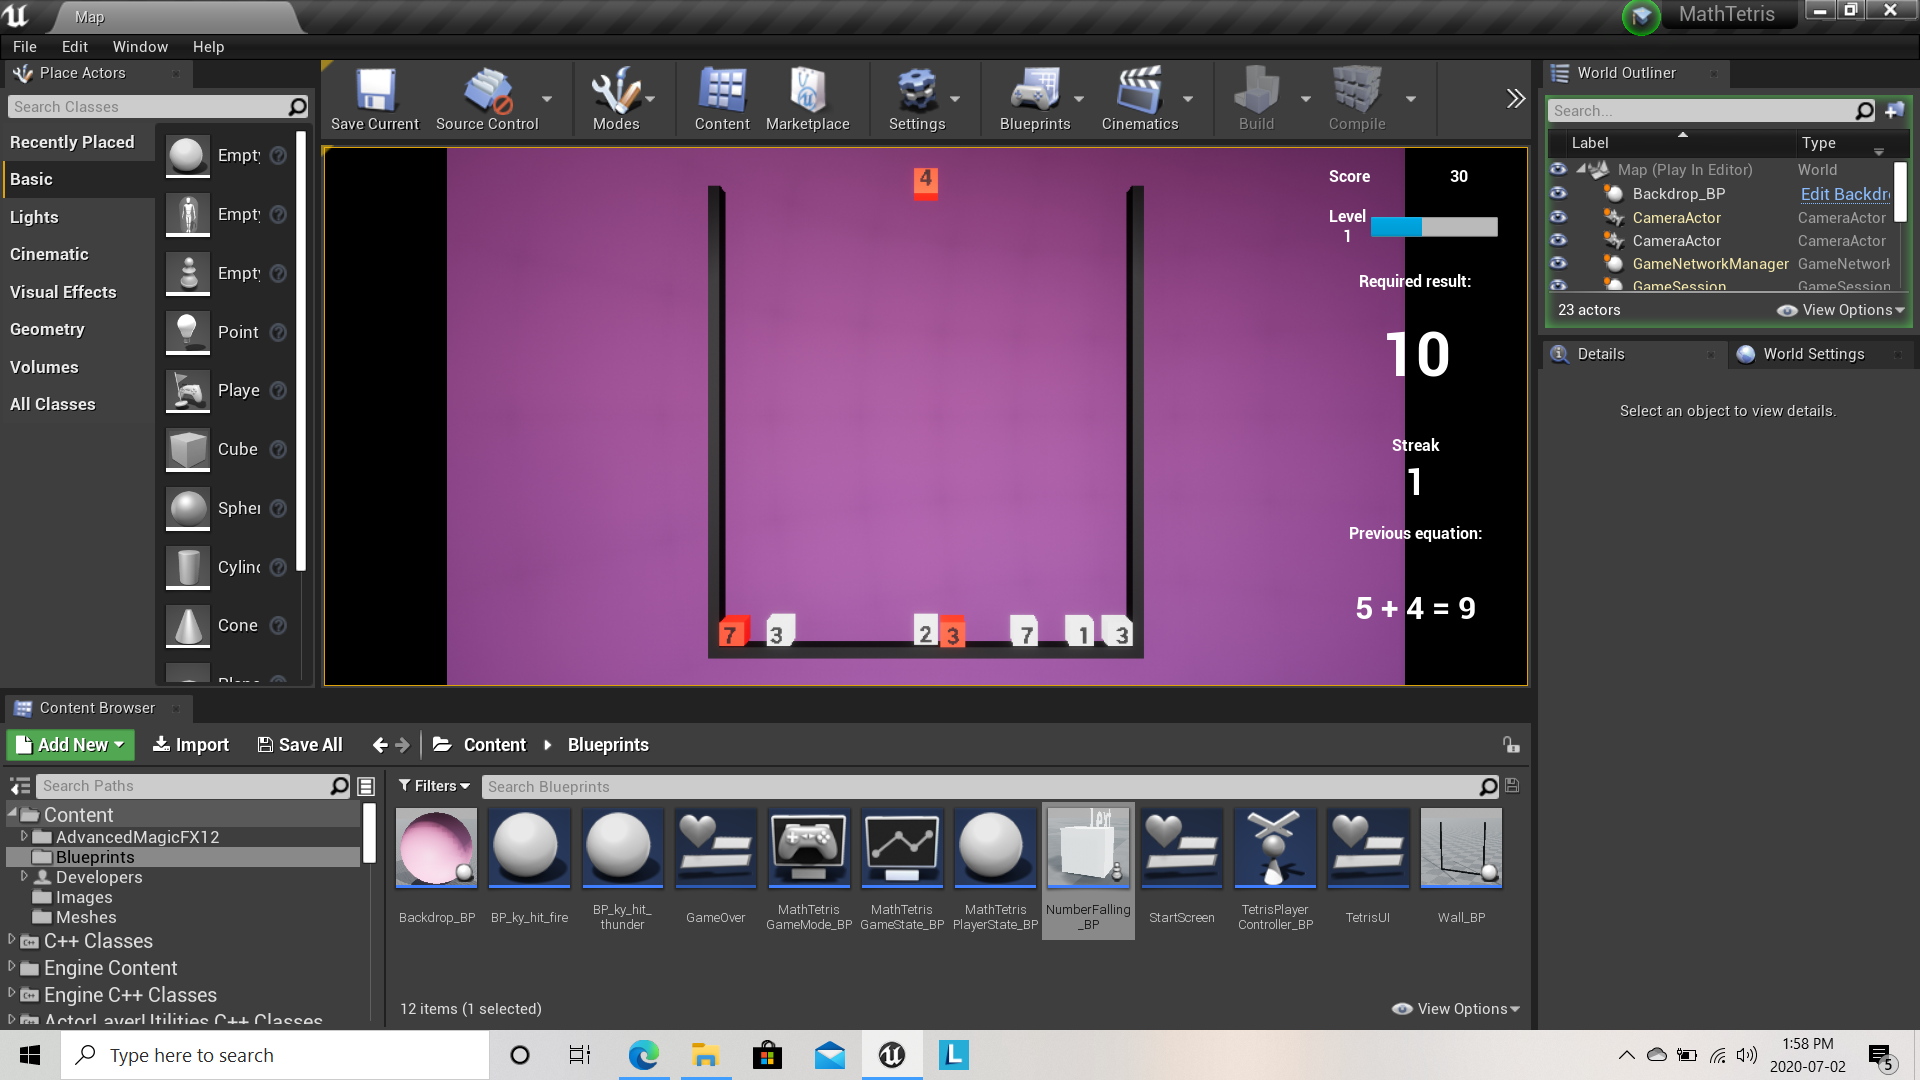 Map
MathTetris
File Edit Window Help
Place Actors
Search Classes
Recently Placed
Basic
Lights
Cinematic
Visual Effects
Geometry
Volumes
All Classes
Empty
Empty
Empty
Point
Playe
Cube
Spher
Cylind
Cone
Save Current
Source Control
Modes
Content
Marketplace
Settings
Blueprints
Cinematics
Build
Compile
4
7 3 2 3 7 1 3
Score 30
Level
1
Required result:
10
Streak
1
Previous equation:
5 + 4 = 9
World Outliner
Search...
Label Type
Map (Play In Editor) World
Backdrop_BP Edit Backdr
CameraActor CameraActor
CameraActor CameraActor
GameNetworkManager GameNetwork
GameSession GameSession
23 actors View Options
Details World Settings
Select an object to view details.
Content Browser
Add New Import Save All Content Blueprints
Search Paths
Filters Search Blueprints
Content
AdvancedMagicFX12
Blueprints
Developers
Images
Meshes
C++ Classes
Engine Content
Engine C++ Classes
ActorLayerUtilities C++ Classes
Backdrop_BP
BP_ky_hit_fire
BP_ky_hit_
thunder
GameOver
MathTetris
GameMode_BP
MathTetris
GameState_BP
MathTetris
PlayerState_BP
NumberFalling
_BP
StartScreen
TetrisPlayer
Controller_BP
TetrisUI
Wall_BP
12 items (1 selected) View Options
Type here to search
L
1:58 PM
2020-07-02
5